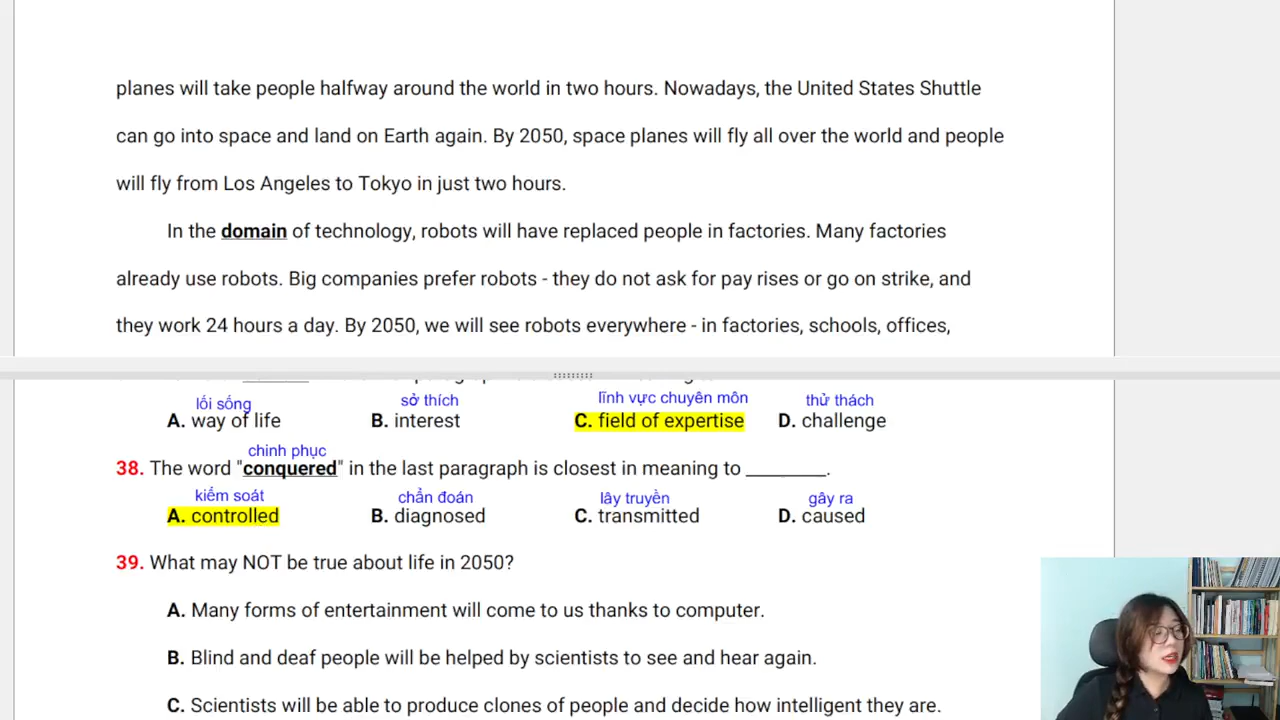 planes will take people halfway around the world in two hours. Nowadays, the United States Shuttle
can go into space and land on Earth again. By 2050, space planes will fly all over the world and people
will fly from Los Angeles to Tokyo in just two hours.
In the domain of technology, robots will have replaced people in factories. Many factories
already use robots. Big companies prefer robots - they do not ask for pay rises or go on strike, and
they work 24 hours a day. By 2050, we will see robots everywhere - in factories, schools, offices,
lối sống sở thích lĩnh vực chuyên môn thử thách
A. way of life B. interest C. field of expertise D. challenge
chinh phục
38. The word "conquered" in the last paragraph is closest in meaning to ________.
kiểm soát chẩn đoán lây truyền gây ra
A. controlled B. diagnosed C. transmitted D. caused
39. What may NOT be true about life in 2050?
A. Many forms of entertainment will come to us thanks to computer.
B. Blind and deaf people will be helped by scientists to see and hear again.
C. Scientists will be able to produce clones of people and decide how intelligent they are.